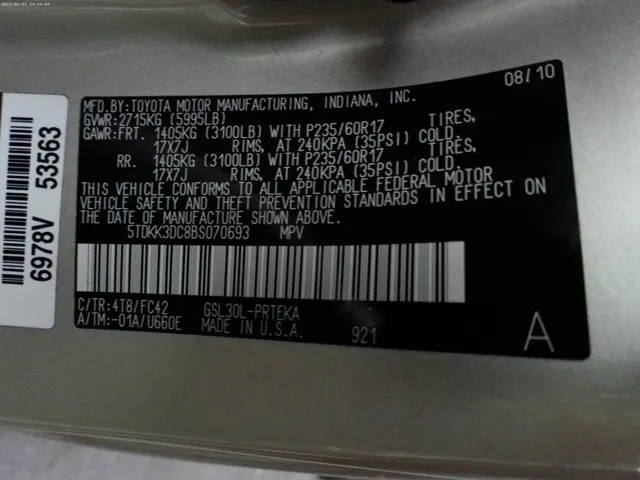 08/10
MFD.BY:TOYOTA MOTOR MANUFACTURING, INDIANA, INC.
GVWR:2715KG (5995LB)
GAWR:FRT. 1405KG (3100LB) WITH P235/60R17 TIRES,
17X7J RIMS, AT 240KPA (35PSI) COLD.
RR. 1405KG (3100LB) WITH P235/60R17 TIRES,
17X7J RIMS, AT 240KPA (35PSI) COLD.
THIS VEHICLE CONFORMS TO ALL APPLICABLE FEDERAL MOTOR
VEHICLE SAFETY AND THEFT PREVENTION STANDARDS IN EFFECT ON
THE DATE OF MANUFACTURE SHOWN ABOVE.
5TDKK3DC8BS070693 MPV
C/TR:4T8/FC42 GSL30L-PRTEKA
A/TM:-01A/U660E MADE IN U.S.A. 921 A
6978V 53563